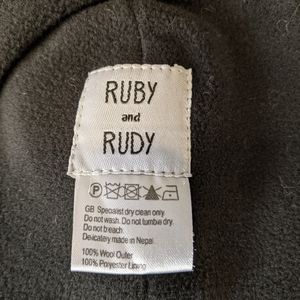 RUBY
and
RUDY
P
GB Specialist dry clean only.
Do not wash. Do not tumble dry.
Do not breach
Delicately made in Nepal
100% Wool Outer
100% Polyester Lining